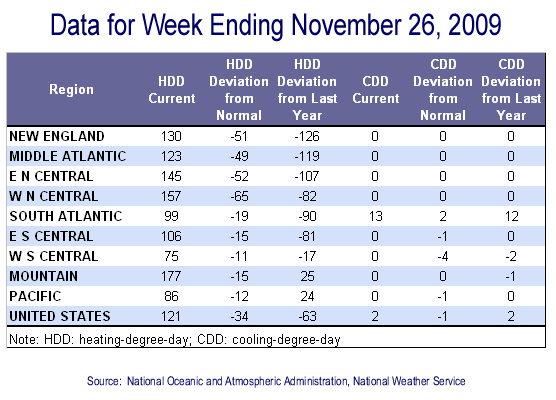 Data for Week Ending November 26, 2009
Region HDD Current HDD Deviation from Normal HDD Deviation from Last Year CDD Current CDD Deviation from Normal CDD Deviation from Last Year
NEW ENGLAND 130 -51 -126 0 0 0
MIDDLE ATLANTIC 123 -49 -119 0 0 0
E N CENTRAL 145 -52 -107 0 0 0
W N CENTRAL 157 -65 -82 0 0 0
SOUTH ATLANTIC 99 -19 -90 13 2 12
E S CENTRAL 106 -15 -81 0 -1 0
W S CENTRAL 75 -11 -17 0 -4 -2
MOUNTAIN 177 -15 25 0 0 -1
PACIFIC 86 -12 24 0 -1 0
UNITED STATES 121 -34 -63 2 -1 2
Note: HDD: heating-degree-day; CDD: cooling-degree-day
Source: National Oceanic and Atmospheric Administration, National Weather Service